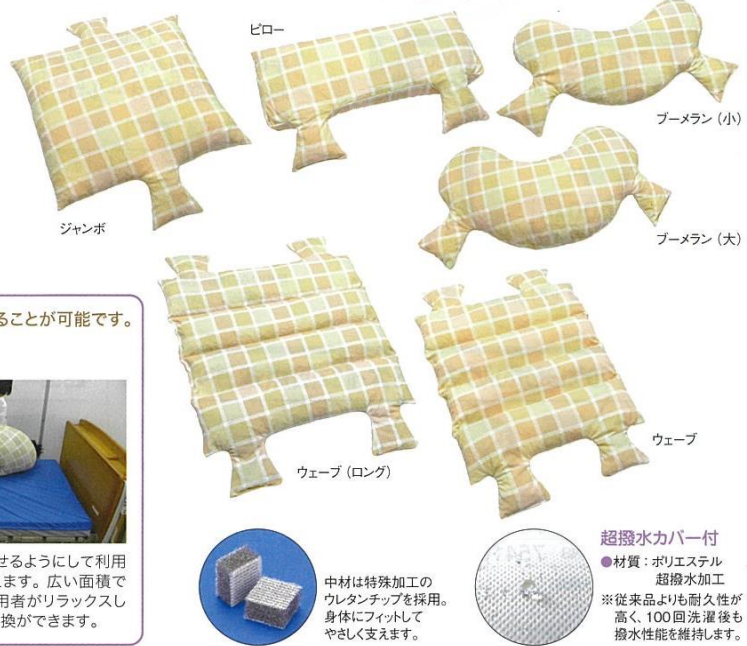 ピロー
ブーメラン（小）
ジャンボ
ブーメラン（大）
ることが可能です。
ウェーブ（ロング）
ウェーブ
せるようにして利用
ます。広い面積で
用者がリラックスし
換ができます。
中材は特殊加工の
ウレタンチップを採用。
身体にフィットして
やさしく支えます。
超撥水カバー付
●材質：ポリエステル
超撥水加工
※従来品よりも耐久性が
高く、100回洗濯後も
撥水性能を維持します。